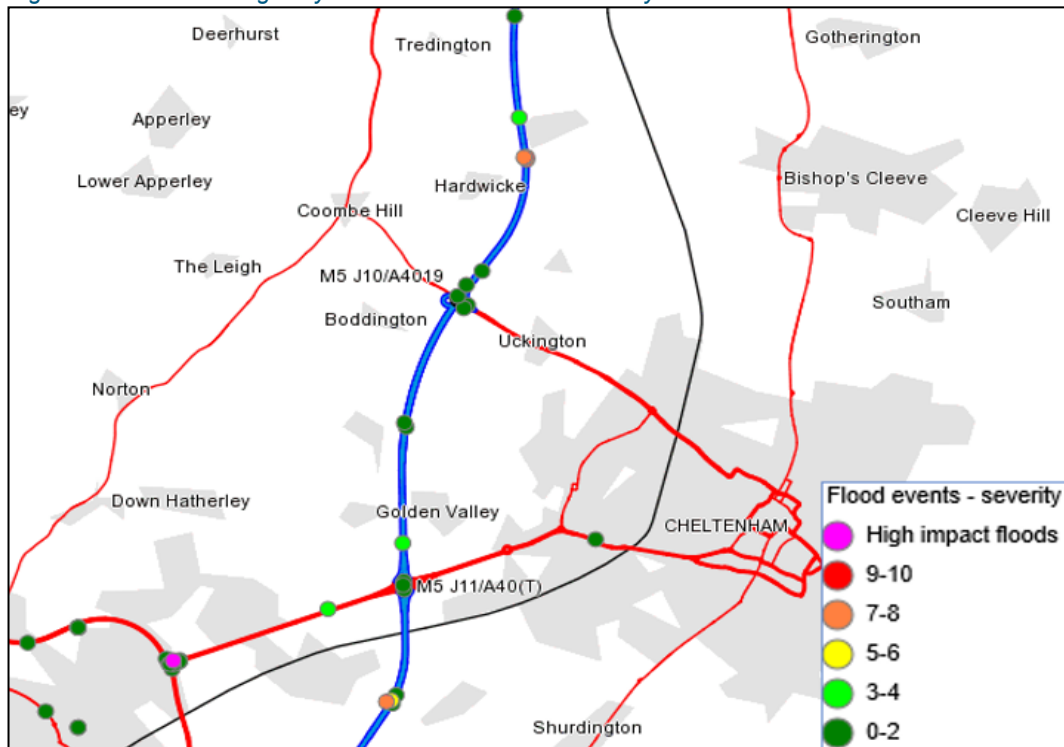 Deerhurst
Tredington
Gotherington
ey
Apperley
Lower Apperley
Hardwicke
Bishop's Cleeve
Coombe Hill
Cleeve Hill
The Leigh
M5 J10/A4019
Southam
Boddington
Uckington
Norton
Down Hatherley
Golden Valley
CHELTENHAM
M5 J11/A40(T)
Shurdington
Flood events - severity
High impact floods
9-10
7-8
5-6
3-4
0-2